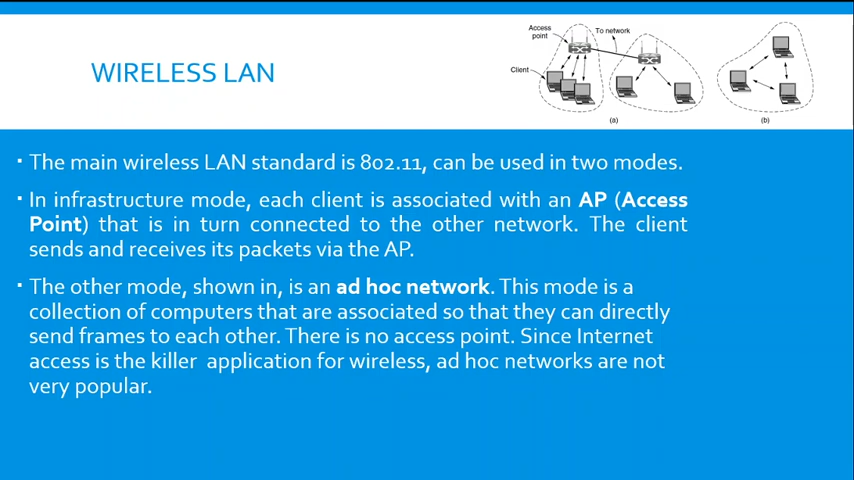 WIRELESS LAN
Access
point
To network
Client
(a)
(b)
▪ The main wireless LAN standard is 802.11, can be used in two modes.
▪ In infrastructure mode, each client is associated with an AP (Access
Point) that is in turn connected to the other network. The client
sends and receives its packets via the AP.
▪ The other mode, shown in, is an ad hoc network. This mode is a
collection of computers that are associated so that they can directly
send frames to each other. There is no access point. Since Internet
access is the killer application for wireless, ad hoc networks are not
very popular.